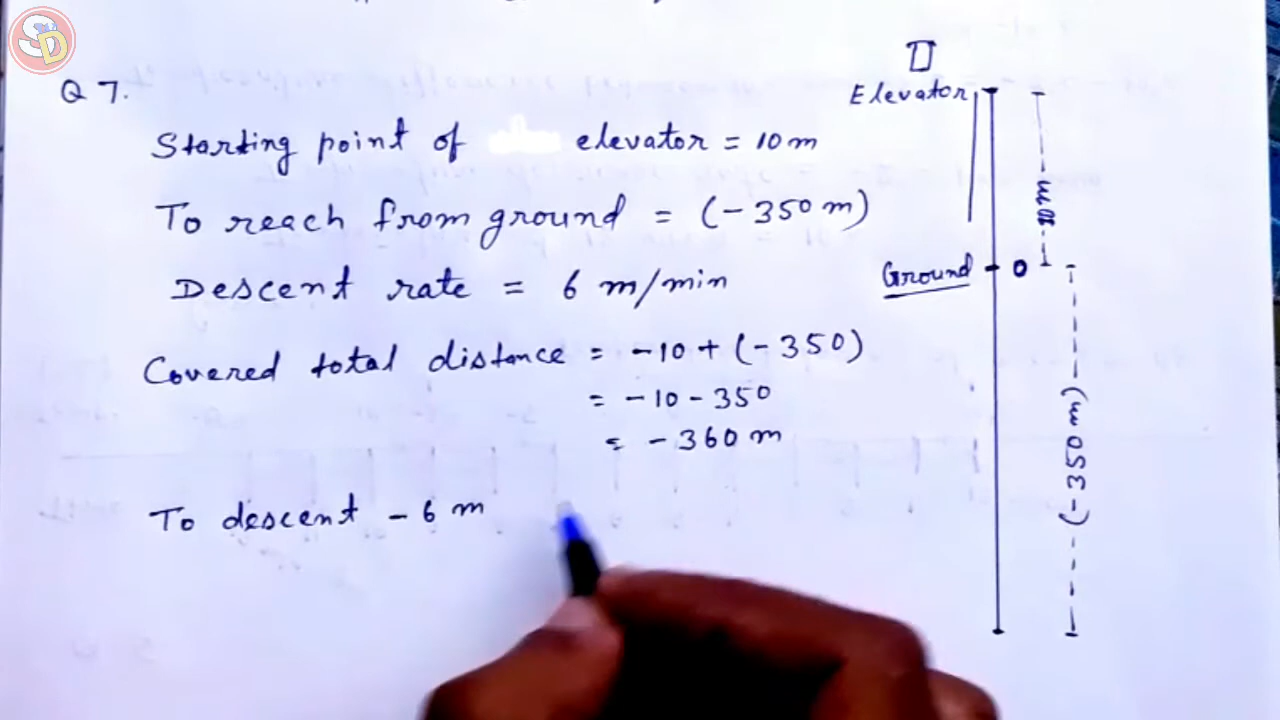 SD
Q 7.
Starting point of elevator = 10 m
To reach from ground = (-350 m)
Descent rate = 6 m/min
Covered total distance = -10 + (-350)
= -10 - 350
= -360 m
To descent - 6 m
Elevator
Ground 0
(-350 m)